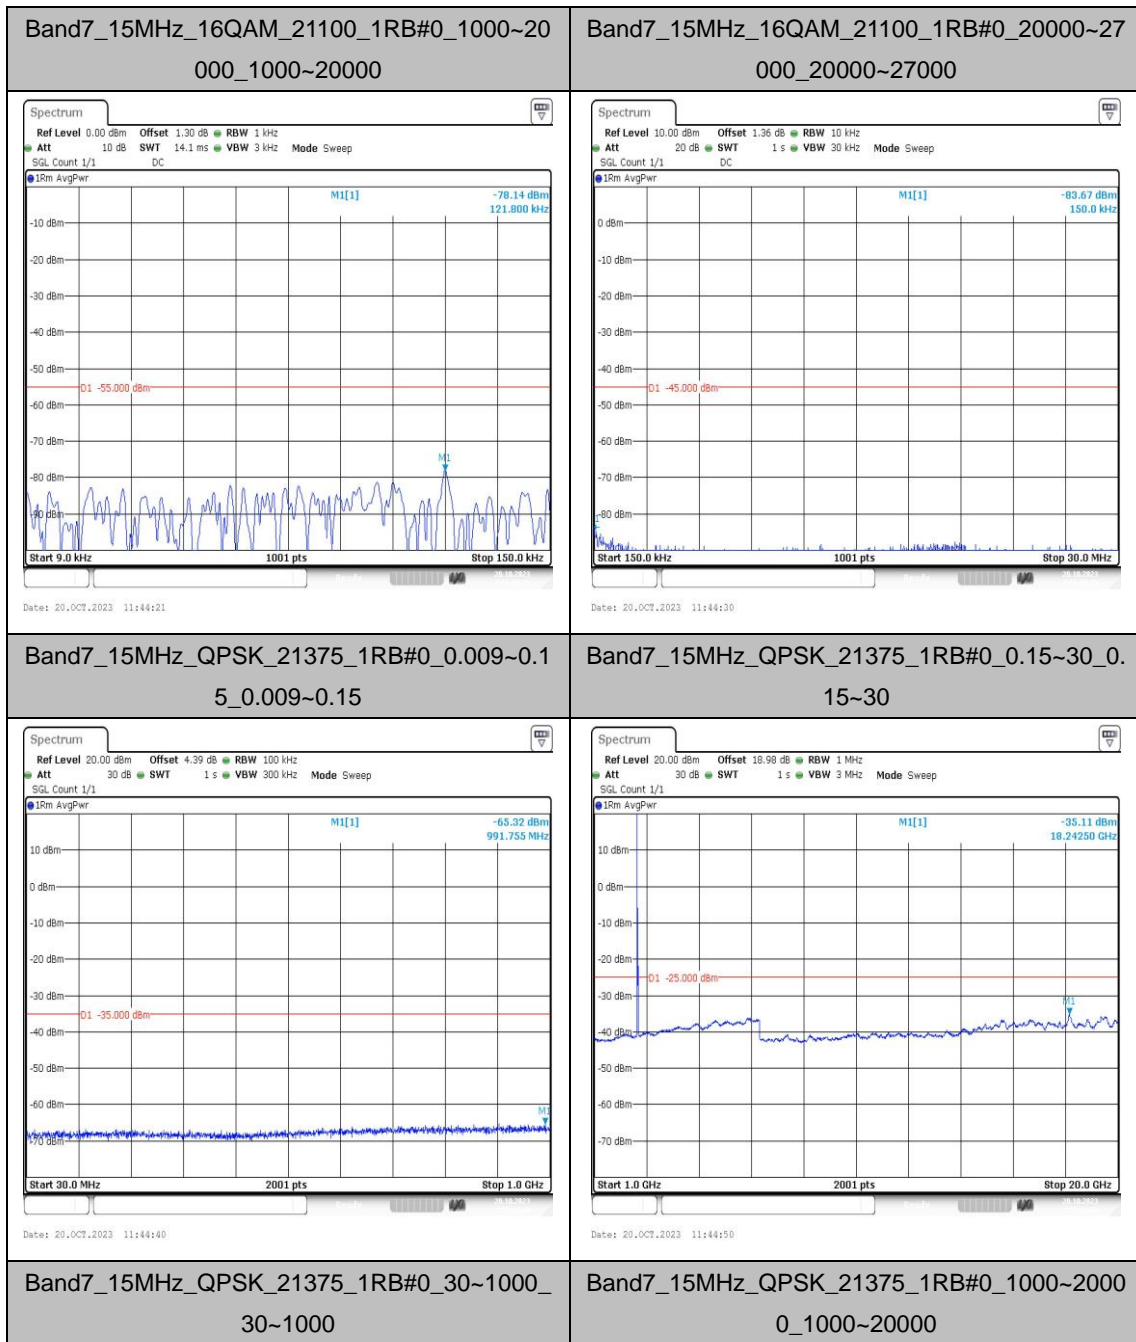 Band7_15MHz_16QAM_21100_1RB#0_1000~20
000_1000~20000
Band7_15MHz_16QAM_21100_1RB#0_20000~27
000_20000~27000
Spectrum
Ref Level 0.00 dBm Offset 1.30 dB RBW 1 kHz
Att 10 dB SWT 14.1 ms VBW 3 kHz Mode Sweep
SGL Count 1/1 DC
1Rm AvgPwr
M1[1] -78.14 dBm
121.800 kHz
-10 dBm
-20 dBm
-30 dBm
-40 dBm
-50 dBm
D1 -55.000 dBm
-60 dBm
-70 dBm
M1
-80 dBm
-90 dBm
Start 9.0 kHz 1001 pts Stop 150.0 kHz
Date: 20.OCT.2023 11:44:21
Spectrum
Ref Level 10.00 dBm Offset 1.36 dB RBW 10 kHz
Att 20 dB SWT 1 s VBW 30 kHz Mode Sweep
SGL Count 1/1 DC
1Rm AvgPwr
M1[1] -83.67 dBm
150.0 kHz
0 dBm
-10 dBm
-20 dBm
-30 dBm
-40 dBm
D1 -45.000 dBm
-50 dBm
-60 dBm
-70 dBm
-80 dBm
Start 150.0 kHz 1001 pts Stop 30.0 MHz
Date: 20.OCT.2023 11:44:30
Band7_15MHz_QPSK_21375_1RB#0_0.009~0.1
5_0.009~0.15
Band7_15MHz_QPSK_21375_1RB#0_0.15~30_0.
15~30
Spectrum
Ref Level 20.00 dBm Offset 4.39 dB RBW 100 kHz
Att 30 dB SWT 1 s VBW 300 kHz Mode Sweep
SGL Count 1/1
1Rm AvgPwr
M1[1] -65.32 dBm
991.755 MHz
10 dBm
0 dBm
-10 dBm
-20 dBm
-30 dBm
D1 -35.000 dBm
-40 dBm
-50 dBm
-60 dBm
M1
-70 dBm
Start 30.0 MHz 2001 pts Stop 1.0 GHz
Date: 20.OCT.2023 11:44:40
Spectrum
Ref Level 20.00 dBm Offset 18.98 dB RBW 1 MHz
Att 30 dB SWT 1 s VBW 3 MHz Mode Sweep
SGL Count 1/1
1Rm AvgPwr
M1[1] -35.11 dBm
18.24250 GHz
10 dBm
0 dBm
-10 dBm
-20 dBm
D1 -25.000 dBm
-30 dBm
M1
-40 dBm
-50 dBm
-60 dBm
-70 dBm
Start 1.0 GHz 2001 pts Stop 20.0 GHz
Date: 20.OCT.2023 11:44:50
Band7_15MHz_QPSK_21375_1RB#0_30~1000_
30~1000
Band7_15MHz_QPSK_21375_1RB#0_1000~2000
0_1000~20000